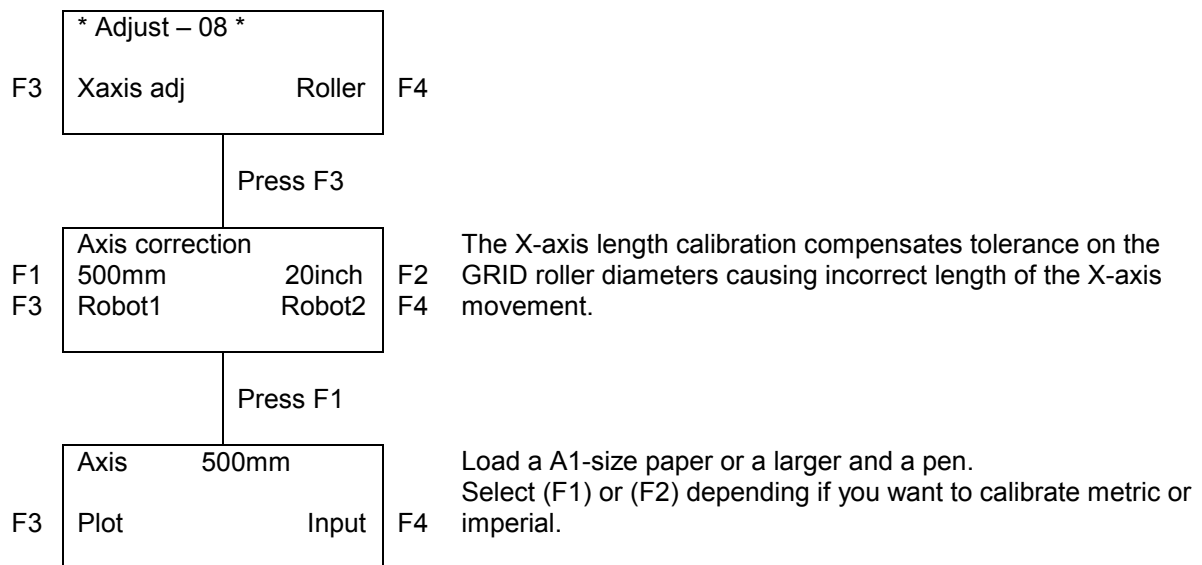 * Adjust – 08 *
F3 Xaxis adj Roller F4
Press F3
Axis correction
F1 500mm 20inch F2
F3 Robot1 Robot2 F4
The X-axis length calibration compensates tolerance on the
GRID roller diameters causing incorrect length of the X-axis
movement.
Press F1
Axis 500mm
F3 Plot Input F4
Load a A1-size paper or a larger and a pen.
Select (F1) or (F2) depending if you want to calibrate metric or
imperial.